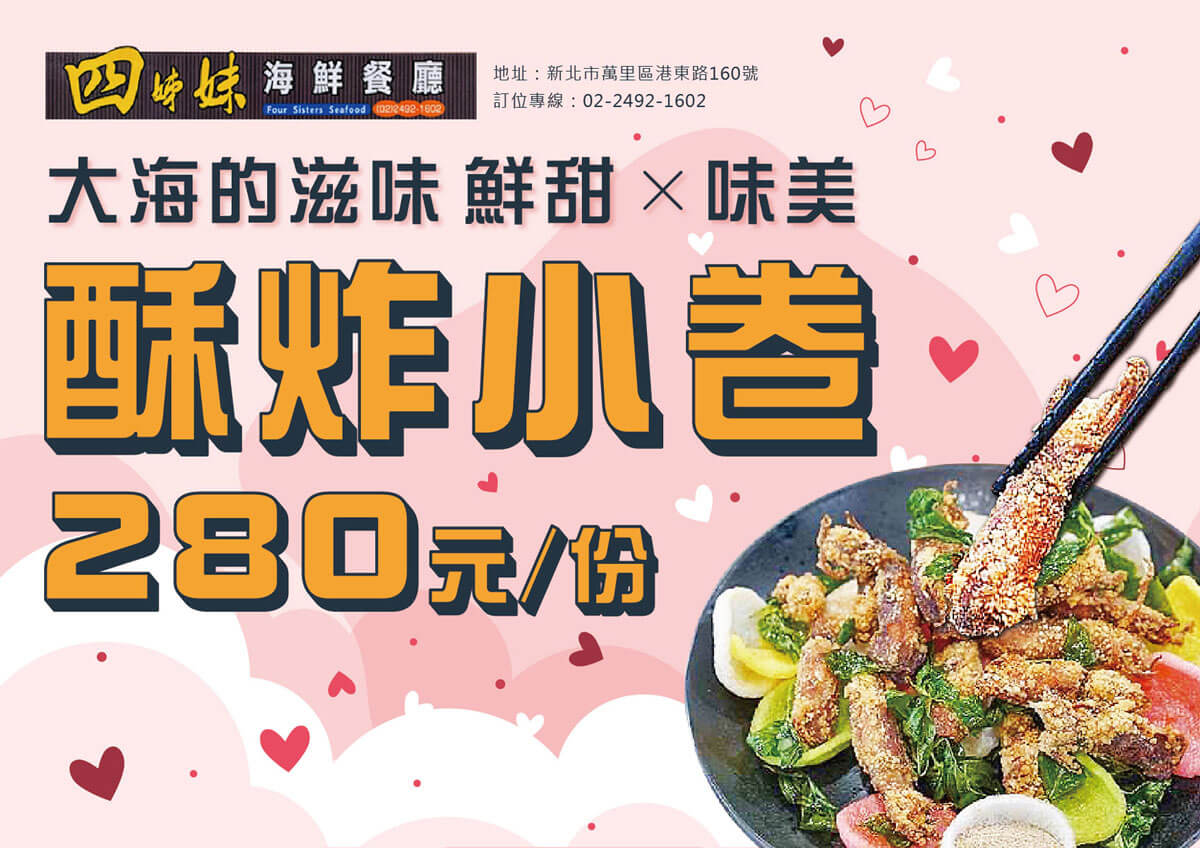 四姊妹 海鮮餐廳
Four Sisters Seafood (02)2492-1602
地址：新北市萬里區港東路160號
訂位專線：02-2492-1602
大海的滋味 鮮甜×味美
酥炸小卷
280元/份